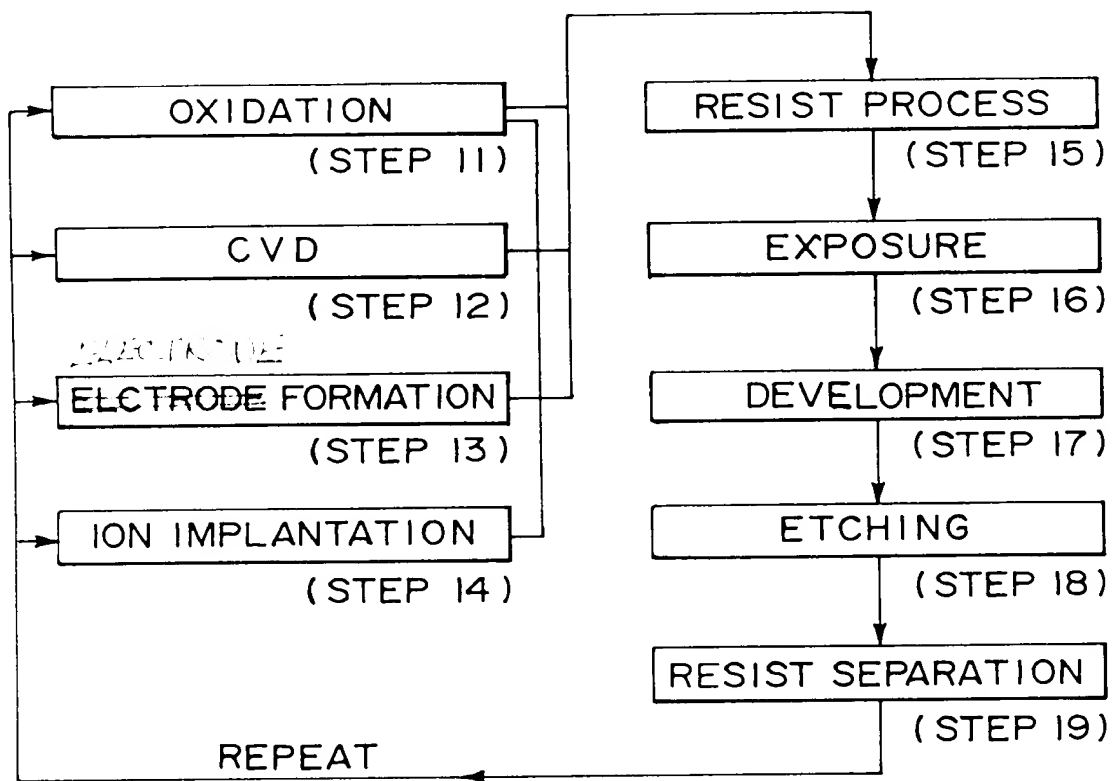 OXIDATION
(STEP 11)
CVD
(STEP 12)
ELECTRODE
ELCTRODE FORMATION
(STEP 13)
ION IMPLANTATION
(STEP 14)
RESIST PROCESS
(STEP 15)
EXPOSURE
(STEP 16)
DEVELOPMENT
(STEP 17)
ETCHING
(STEP 18)
RESIST SEPARATION
(STEP 19)
REPEAT